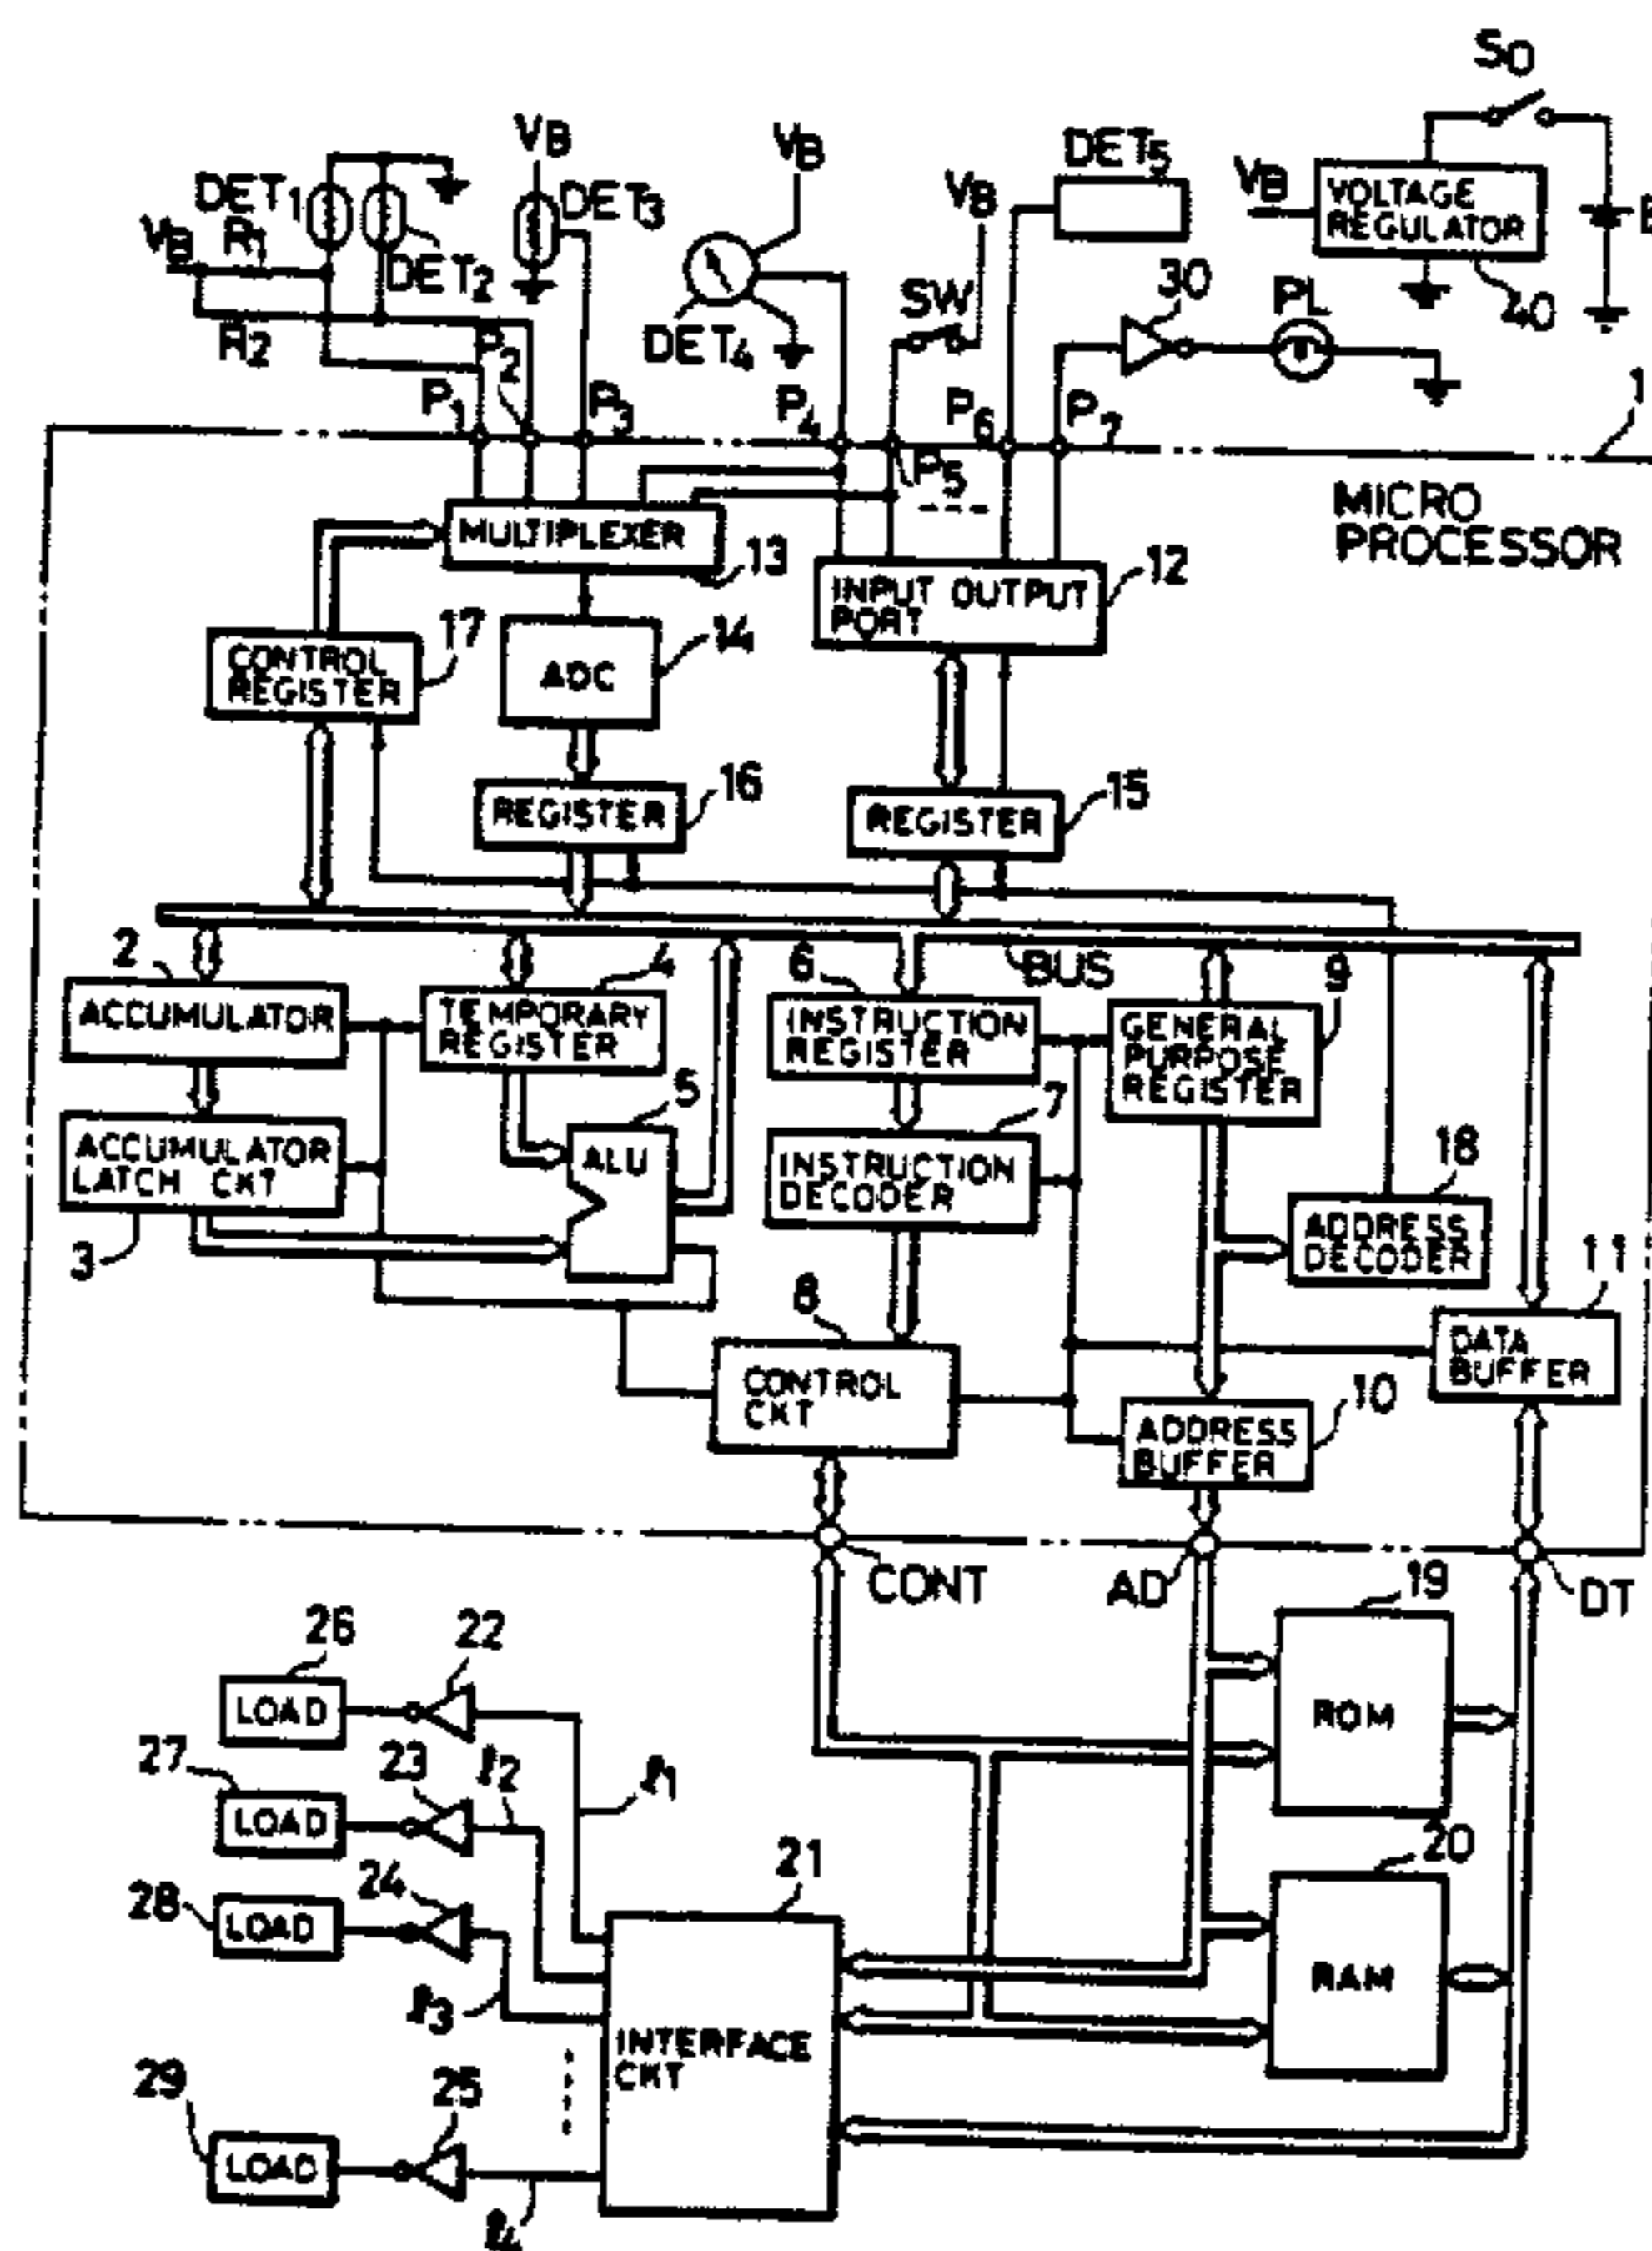 S0
VB
VB
DET5
DET1
DET3
VB
VB
VOLTAGE
REGULATOR
VB
R1
DET2
SW
30
PL
40
R2
P2
DET4
P1
P3
P4
P6
P7
1
P5
MICRO
PROCESSOR
MULTIPLEXER
13
INPUT OUTPUT
PORT
12
17
14
CONTROL
REGISTER
ADC
16
15
REGISTER
REGISTER
2
4
6
BUS
9
ACCUMULATOR
TEMPORARY
REGISTER
INSTRUCTION
REGISTER
GENERAL
PURPOSE
REGISTER
5
7
ACCUMULATOR
LATCH CKT
ALU
INSTRUCTION
DECODER
18
ADDRESS
DECODER
3
11
8
DATA
BUFFER
CONTROL
CKT
10
ADDRESS
BUFFER
CONT
AD
19
DT
26
22
LOAD
ROM
27
23
l2
l1
LOAD
20
24
21
28
LOAD
RAM
l3
INTERFACE
CKT
29
25
LOAD